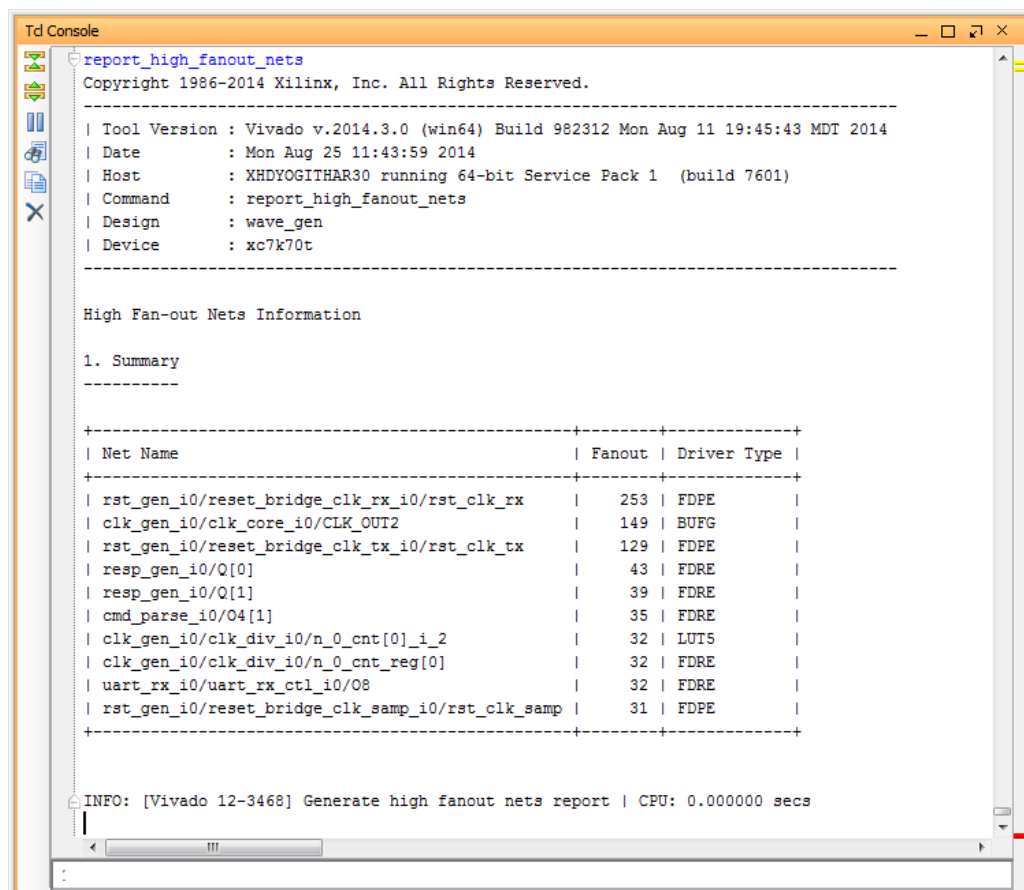 Tcl Console
report_high_fanout_nets
Copyright 1986-2014 Xilinx, Inc. All Rights Reserved.
---------------------------------------------------------------------------------------
| Tool Version : Vivado v.2014.3.0 (win64) Build 982312 Mon Aug 11 19:45:43 MDT 2014
| Date         : Mon Aug 25 11:43:59 2014
| Host         : XHDYOGITHAR30 running 64-bit Service Pack 1  (build 7601)
| Command      : report_high_fanout_nets
| Design       : wave_gen
| Device       : xc7k70t
---------------------------------------------------------------------------------------
High Fan-out Nets Information
1. Summary
----------
+---------------------------------------------------+--------+-------------+
| Net Name                                          | Fanout | Driver Type |
+---------------------------------------------------+--------+-------------+
| rst_gen_i0/reset_bridge_clk_rx_i0/rst_clk_rx      |    253 | FDPE        |
| clk_gen_i0/clk_core_i0/CLK_OUT2                   |    149 | BUFG        |
| rst_gen_i0/reset_bridge_clk_tx_i0/rst_clk_tx      |    129 | FDPE        |
| resp_gen_i0/Q[0]                                  |     43 | FDRE        |
| resp_gen_i0/Q[1]                                  |     39 | FDRE        |
| cmd_parse_i0/O4[1]                                |     35 | FDRE        |
| clk_gen_i0/clk_div_i0/n_0_cnt[0]_i_2              |     32 | LUT5        |
| clk_gen_i0/clk_div_i0/n_0_cnt_reg[0]              |     32 | FDRE        |
| uart_rx_i0/uart_rx_ctl_i0/O8                      |     32 | FDRE        |
| rst_gen_i0/reset_bridge_clk_samp_i0/rst_clk_samp |     31 | FDPE        |
+---------------------------------------------------+--------+-------------+
INFO: [Vivado 12-3468] Generate high fanout nets report | CPU: 0.000000 secs